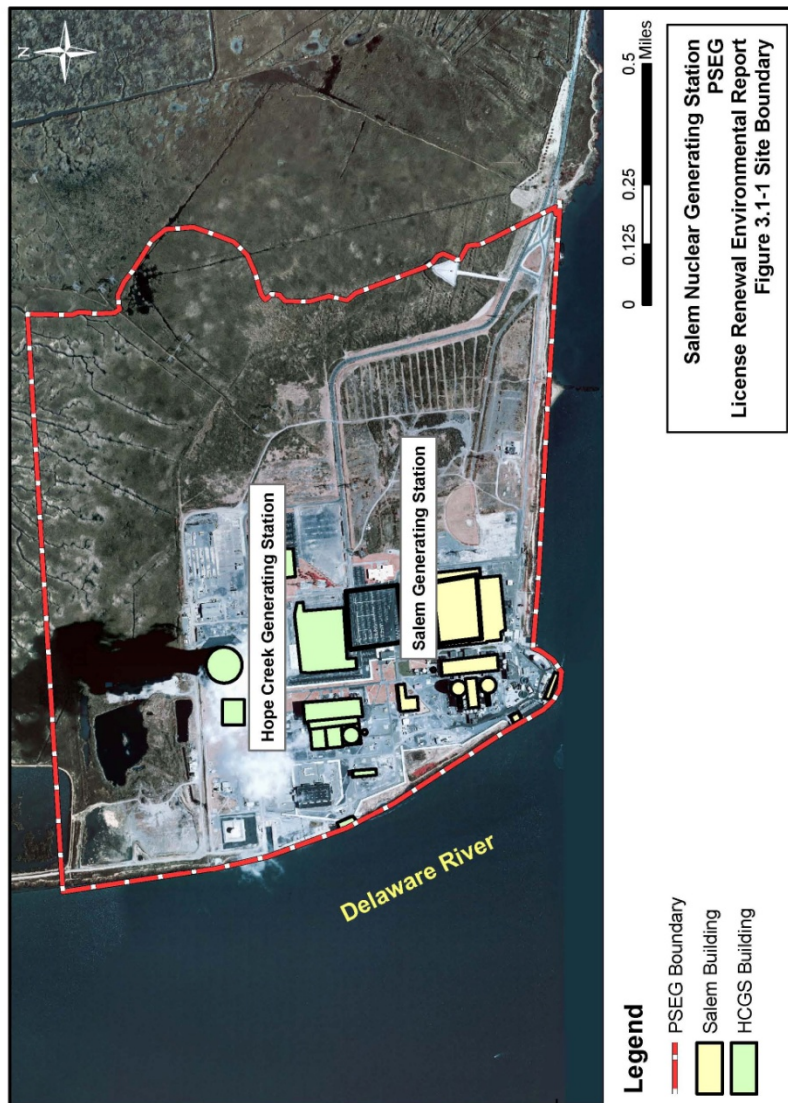 N
Hope Creek Generating Station
Salem Generating Station
Delaware River
Legend
PSEG Boundary
Salem Building
HCGS Building
0 0.125 0.25 0.5
Miles
Salem Nuclear Generating Station
PSEG
License Renewal Environmental Report
Figure 3.1-1 Site Boundary